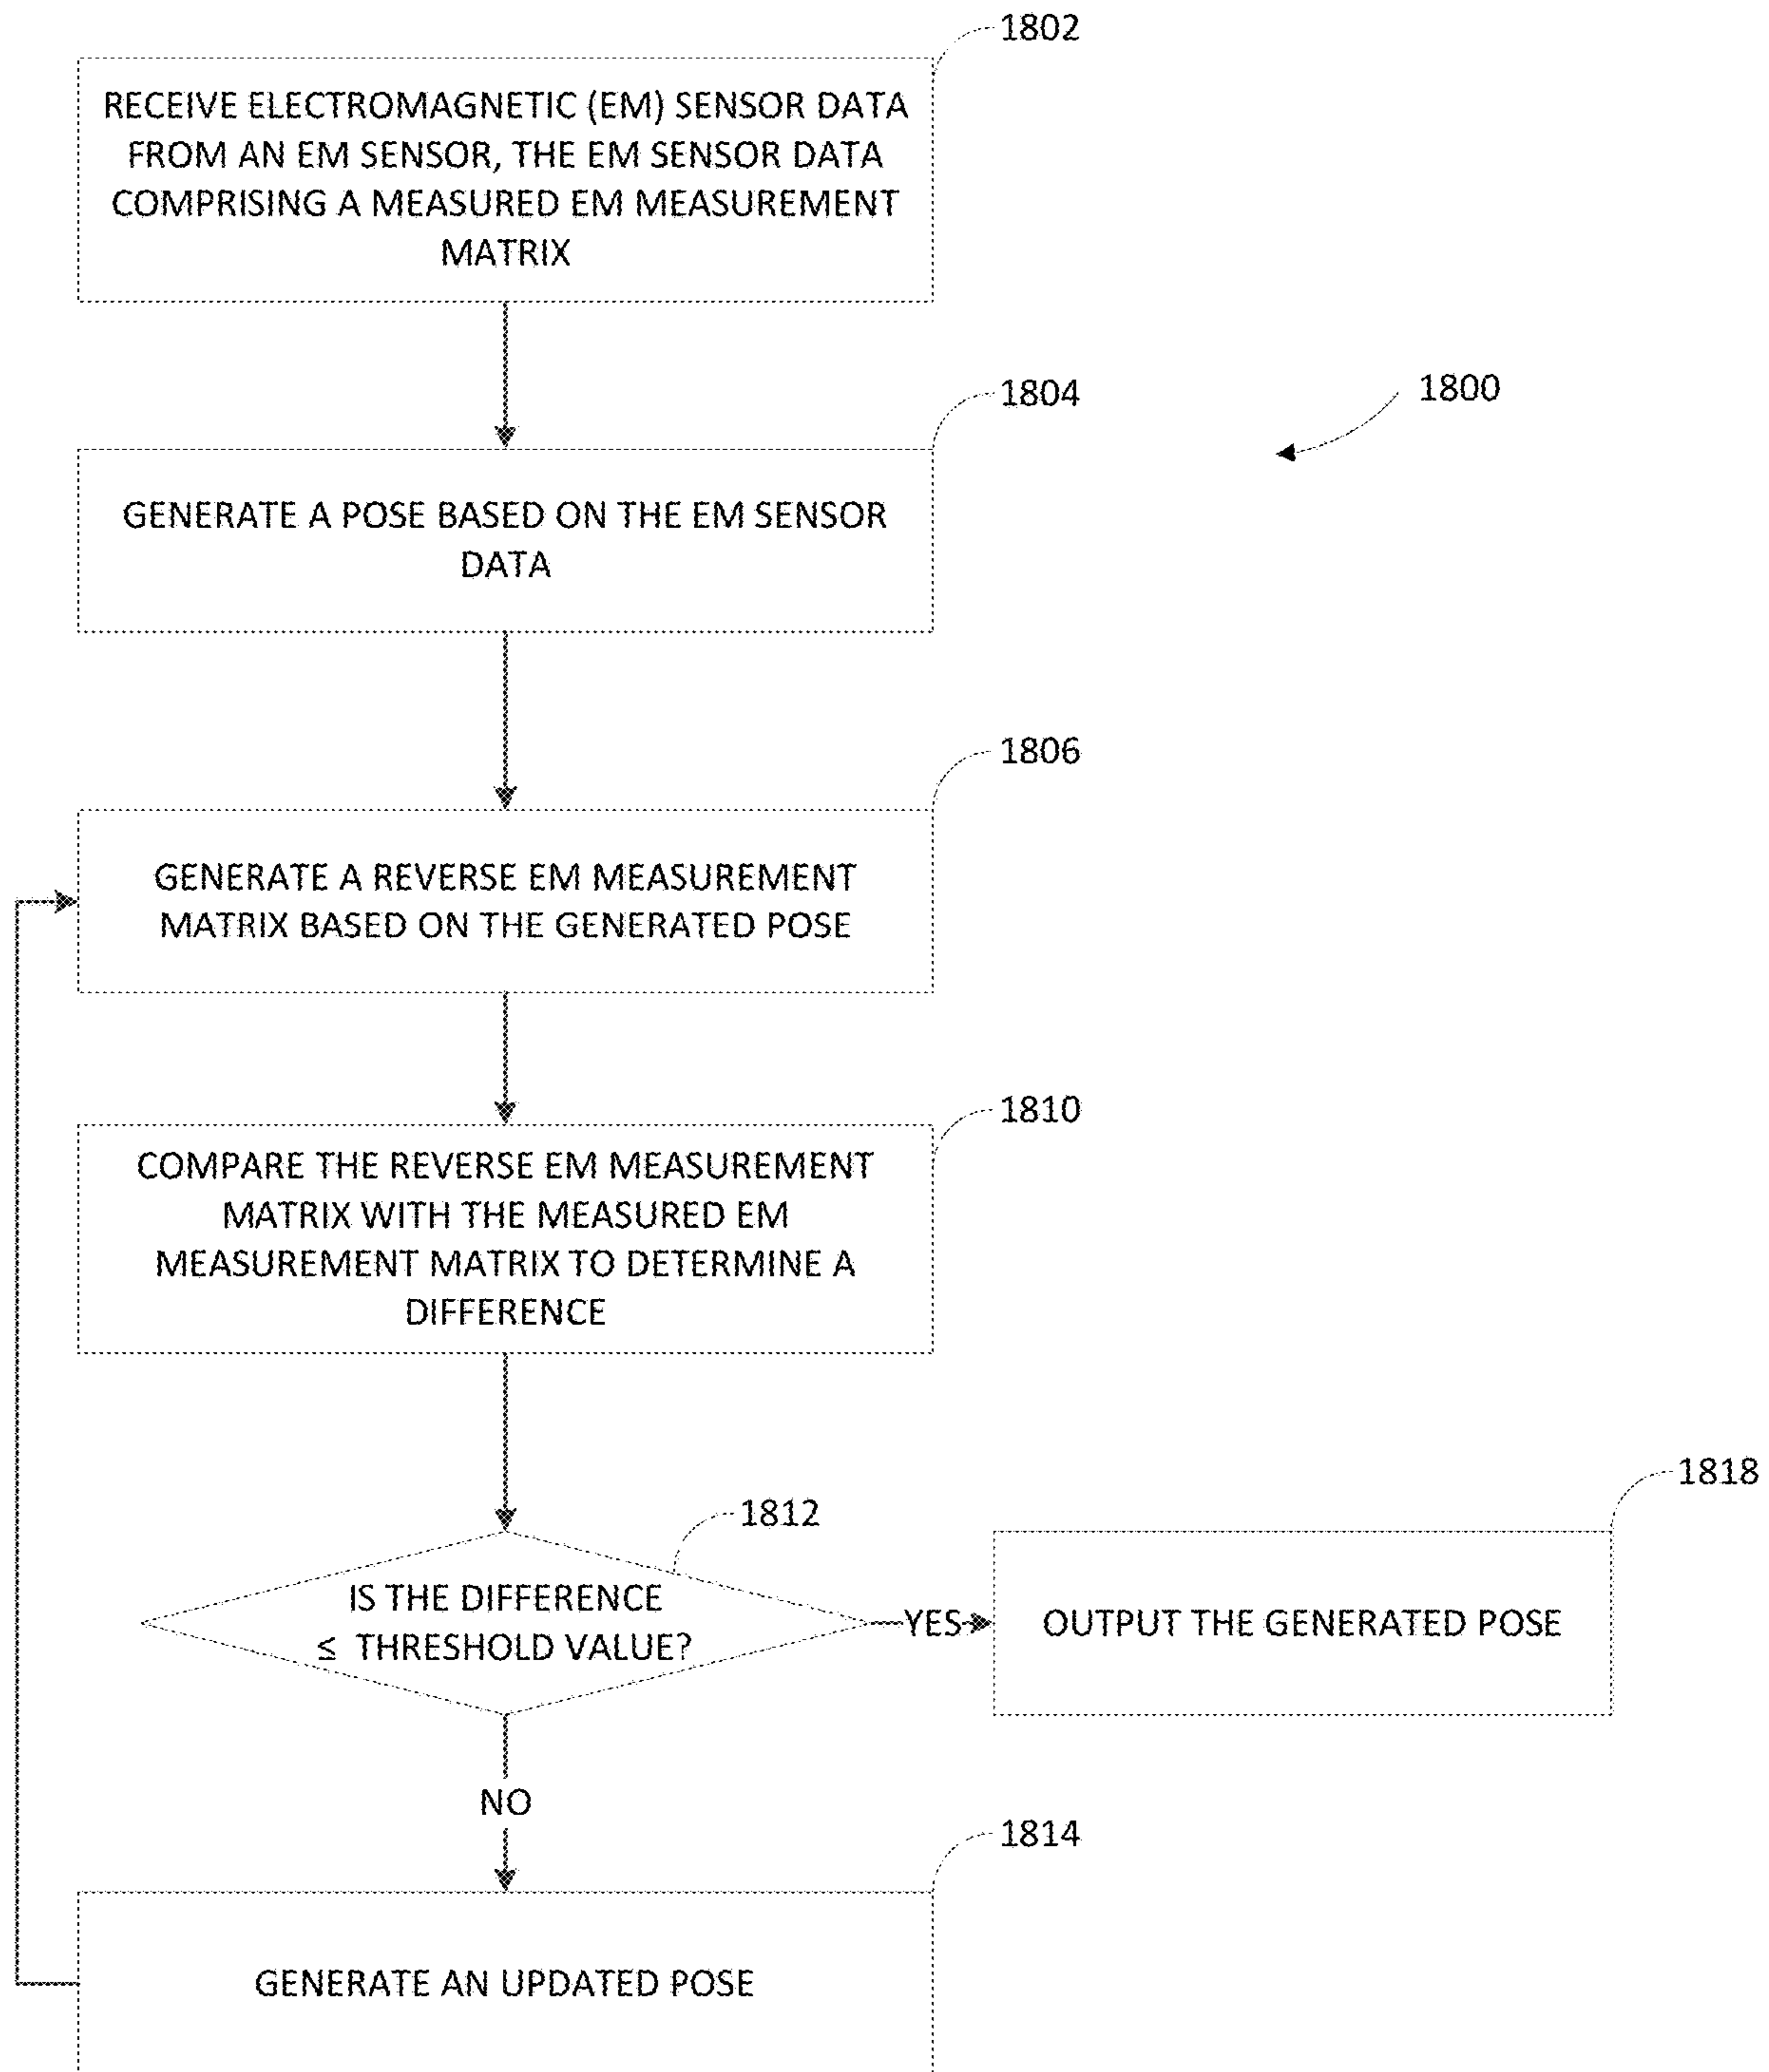 1802
RECEIVE ELECTROMAGNETIC (EM) SENSOR DATA
FROM AN EM SENSOR, THE EM SENSOR DATA
COMPRISING A MEASURED EM MEASUREMENT
MATRIX
1804
1800
GENERATE A POSE BASED ON THE EM SENSOR
DATA
1806
GENERATE A REVERSE EM MEASUREMENT
MATRIX BASED ON THE GENERATED POSE
1810
COMPARE THE REVERSE EM MEASUREMENT
MATRIX WITH THE MEASURED EM
MEASUREMENT MATRIX TO DETERMINE A
DIFFERENCE
1812
IS THE DIFFERENCE
≤ THRESHOLD VALUE?
YES
1818
OUTPUT THE GENERATED POSE
NO
1814
GENERATE AN UPDATED POSE